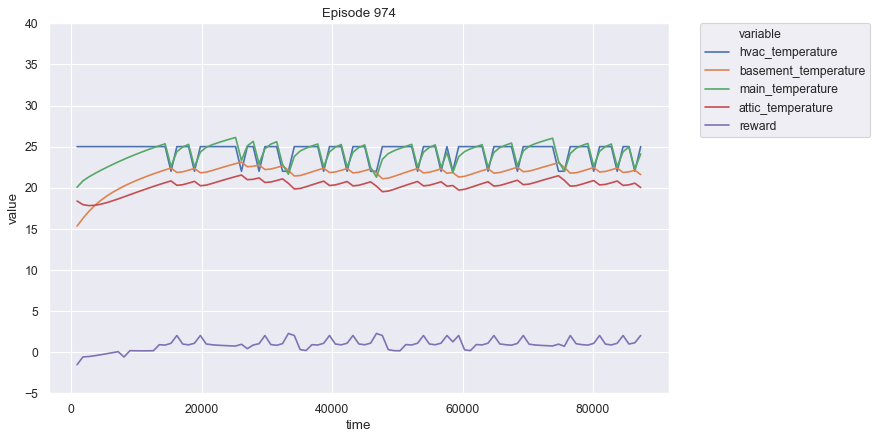 Episode 974
40
35
30
25
20
15
10
5
0
−5
value
0
20000
40000
60000
80000
time
variable
hvac_temperature
basement_temperature
main_temperature
attic_temperature
reward